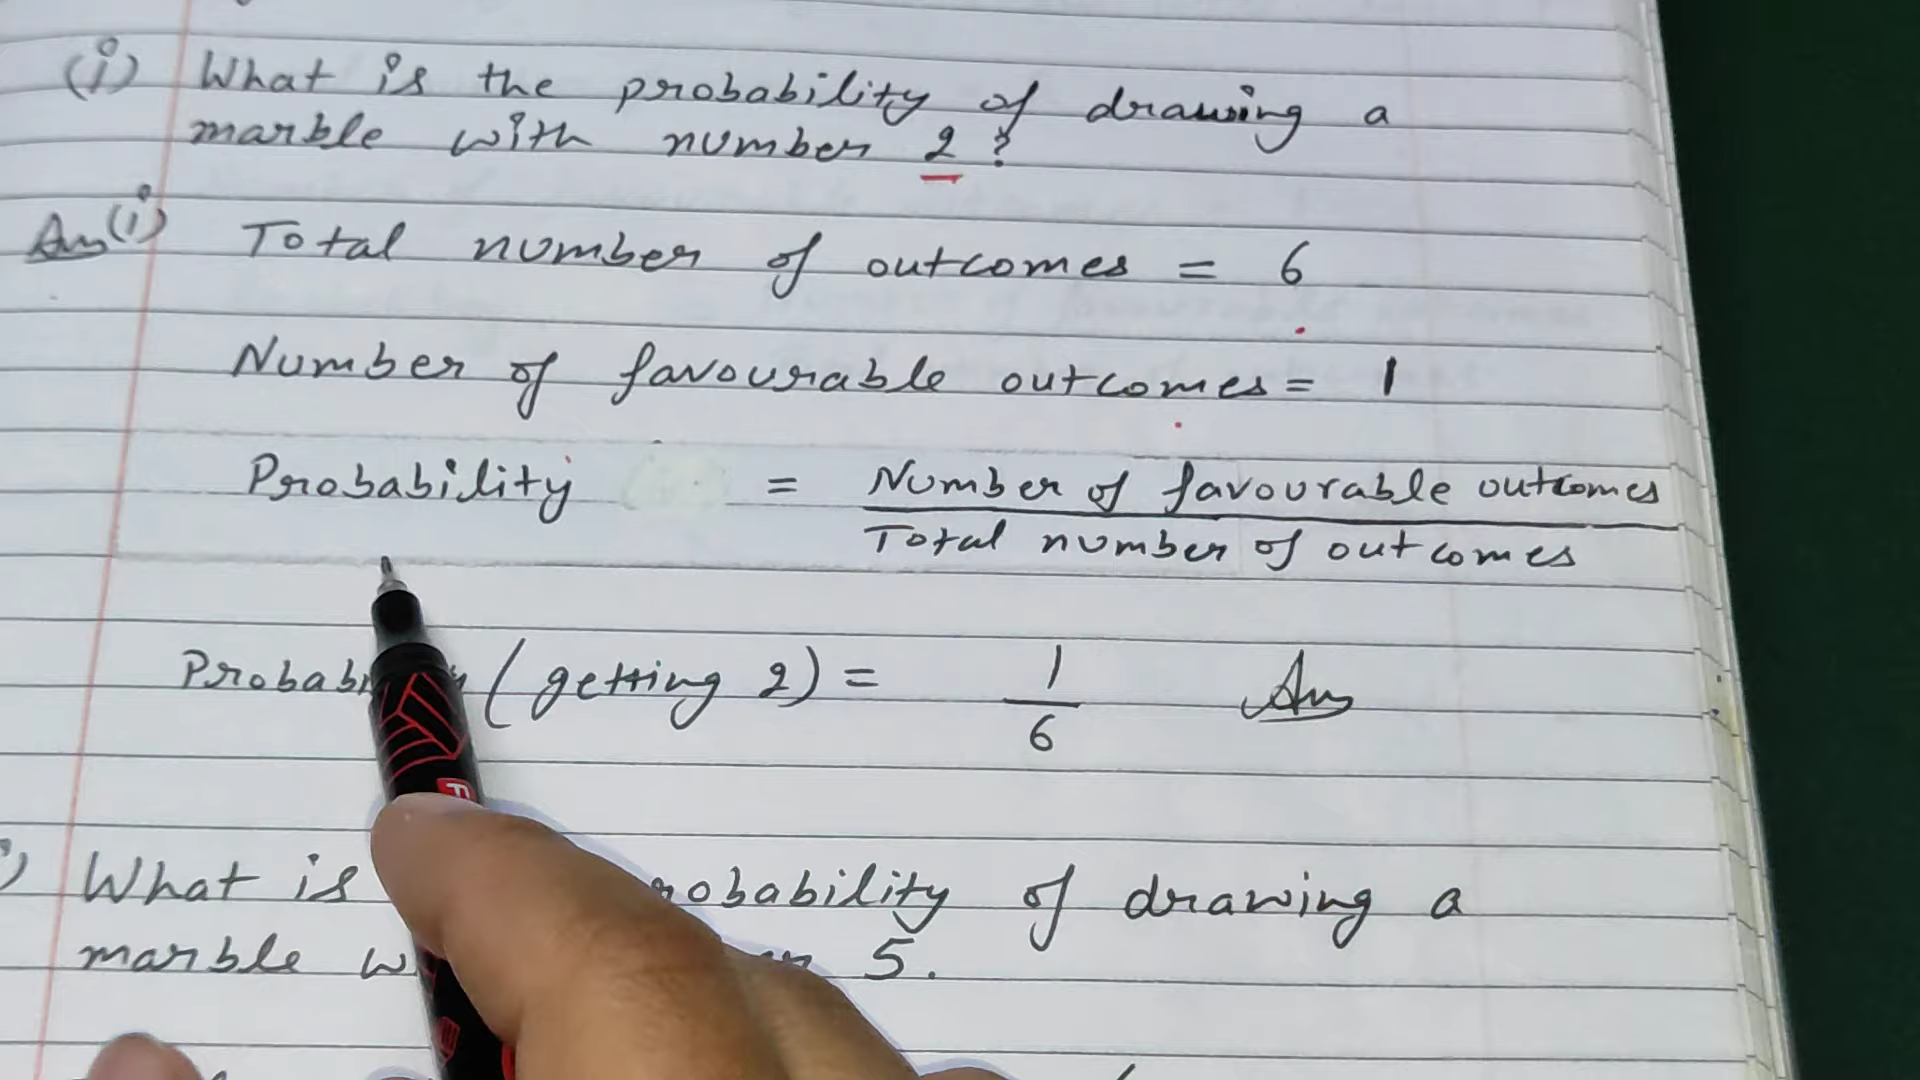 (i) What is the probability of drawing a
marble with number 2?
Ans (i) Total number of outcomes = 6
Number of favourable outcomes = 1
Probability = Number of favourable outcomes
Total number of outcomes
Probability (getting 2) = 1
6 Ans
What is probability of drawing a
marble w 5.